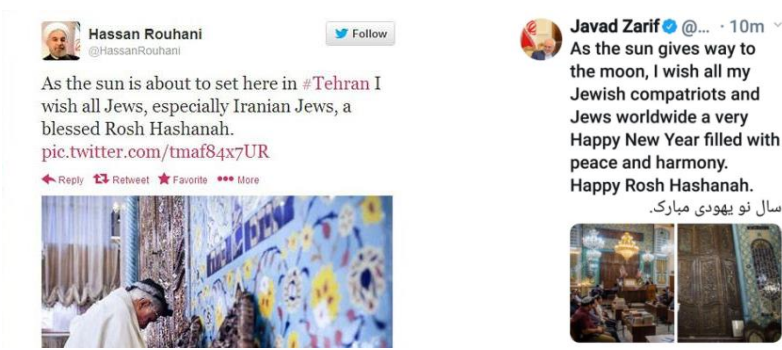 Hassan Rouhani
@HassanRouhani
Follow
As the sun is about to set here in #Tehran I
wish all Jews, especially Iranian Jews, a
blessed Rosh Hashanah.
pic.twitter.com/tmaf84x7UR
Reply Retweet Favorite More
Javad Zarif @... · 10m
As the sun gives way to
the moon, I wish all my
Jewish compatriots and
Jews worldwide a very
Happy New Year filled with
peace and harmony.
Happy Rosh Hashanah.
سال نو یهودی مبارک.